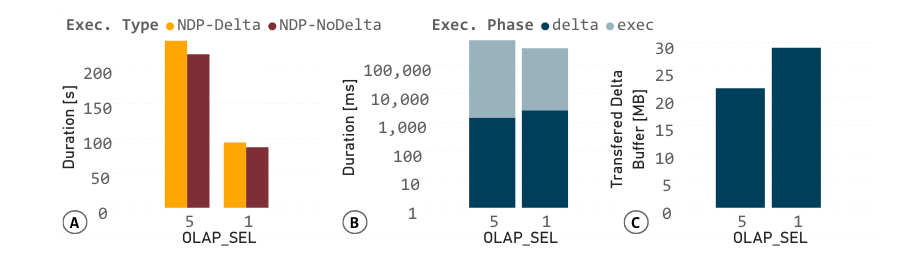 Exec. Type NDP-Delta NDP-NoDelta
Duration [s]
200
150
100
50
0
5 1
OLAP_SEL
A
Exec. Phase delta exec
Duration [ms]
100,000
10,000
1,000
100
10
1
5 1
OLAP_SEL
B
Transfered Delta
Buffer [MB]
30
25
20
15
10
5
0
5 1
OLAP_SEL
C